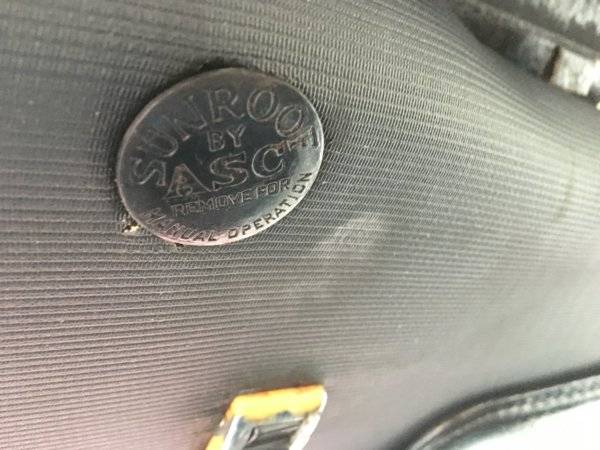 SUNROOF
BY
ASC
REMOVE FOR
MANUAL OPERATION